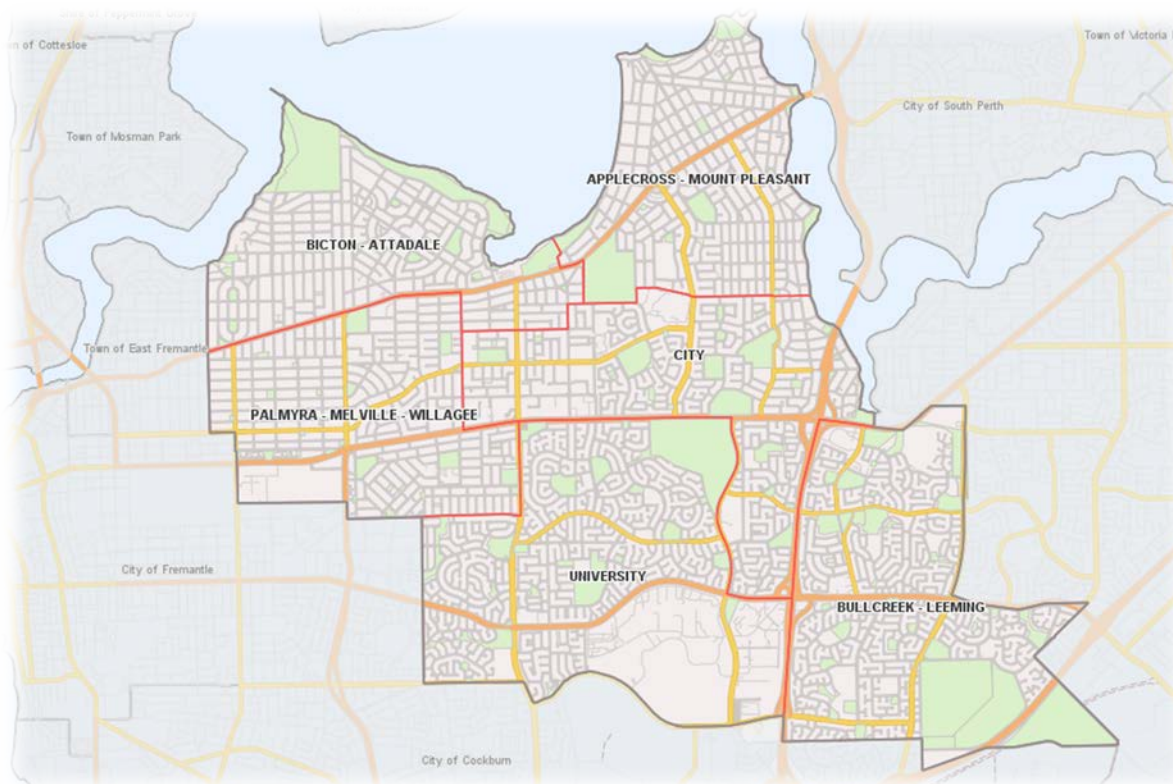 Town of Cottesloe
Town of Victoria
City of South Perth
Town of Mosman Park
APPLECROSS - MOUNT PLEASANT
BICTON - ATTADALE
Town of East Fremantle
CITY
PALMYRA - MELVILLE - WILLAGEE
City of Fremantle
UNIVERSITY
BULLCREEK - LEEMING
City of Cockburn